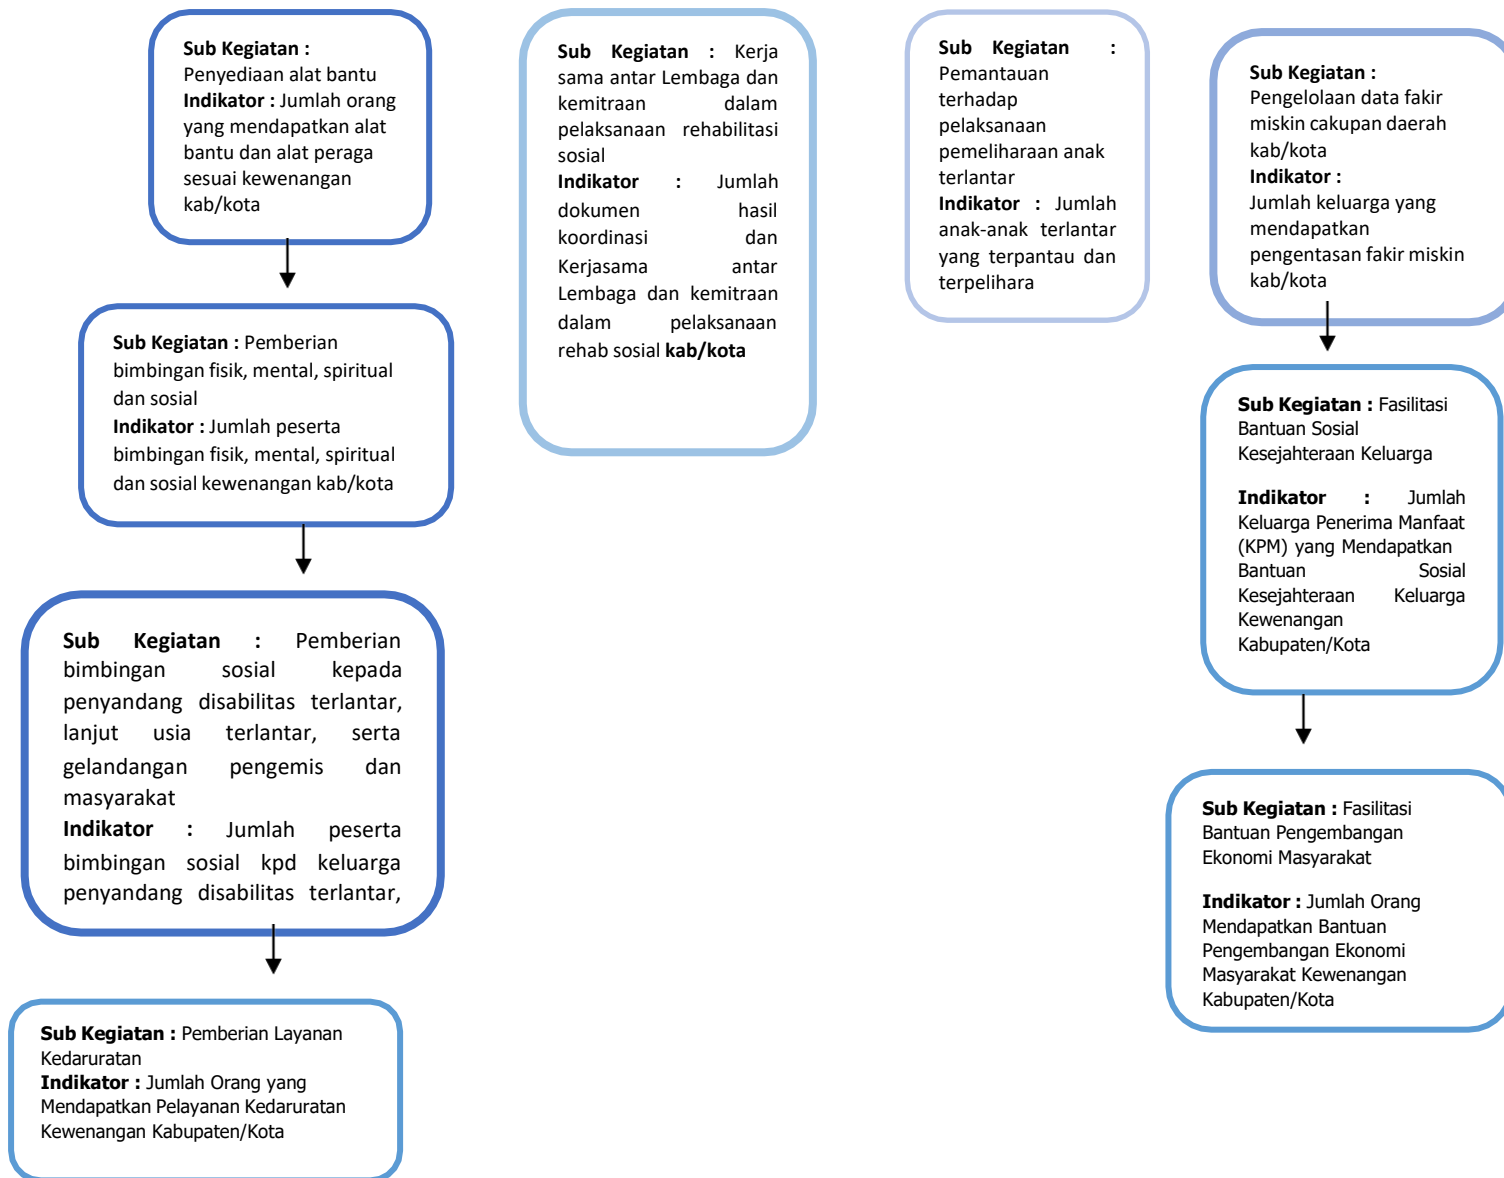 Sub Kegiatan :
Penyediaan alat bantu
Indikator : Jumlah orang
yang mendapatkan alat
bantu dan alat peraga
sesuai kewenangan
kab/kota
Sub Kegiatan : Pemberian
bimbingan fisik, mental, spiritual
dan sosial
Indikator : Jumlah peserta
bimbingan fisik, mental, spiritual
dan sosial kewenangan kab/kota
Sub Kegiatan : Pemberian
bimbingan sosial kepada
penyandang disabilitas terlantar,
lanjut usia terlantar, serta
gelandangan pengemis dan
masyarakat
Indikator : Jumlah peserta
bimbingan sosial kpd keluarga
penyandang disabilitas terlantar,
Sub Kegiatan : Pemberian Layanan
Kedaruratan
Indikator : Jumlah Orang yang
Mendapatkan Pelayanan Kedaruratan
Kewenangan Kabupaten/Kota
Sub Kegiatan : Kerja
sama antar Lembaga dan
kemitraan dalam
pelaksanaan rehabilitasi
sosial
Indikator : Jumlah
dokumen hasil
koordinasi dan
Kerjasama antar
Lembaga dan kemitraan
dalam pelaksanaan
rehab sosial kab/kota
Sub Kegiatan :
Pemantauan
terhadap
pelaksanaan
pemeliharaan anak
terlantar
Indikator : Jumlah
anak-anak terlantar
yang terpantau dan
terpelihara
Sub Kegiatan :
Pengelolaan data fakir
miskin cakupan daerah
kab/kota
Indikator :
Jumlah keluarga yang
mendapatkan
pengentasan fakir miskin
kab/kota
Sub Kegiatan : Fasilitasi
Bantuan Sosial
Kesejahteraan Keluarga
Indikator : Jumlah
Keluarga Penerima Manfaat
(KPM) yang Mendapatkan
Bantuan Sosial
Kesejahteraan Keluarga
Kewenangan
Kabupaten/Kota
Sub Kegiatan : Fasilitasi
Bantuan Pengembangan
Ekonomi Masyarakat
Indikator : Jumlah Orang
Mendapatkan Bantuan
Pengembangan Ekonomi
Masyarakat Kewenangan
Kabupaten/Kota